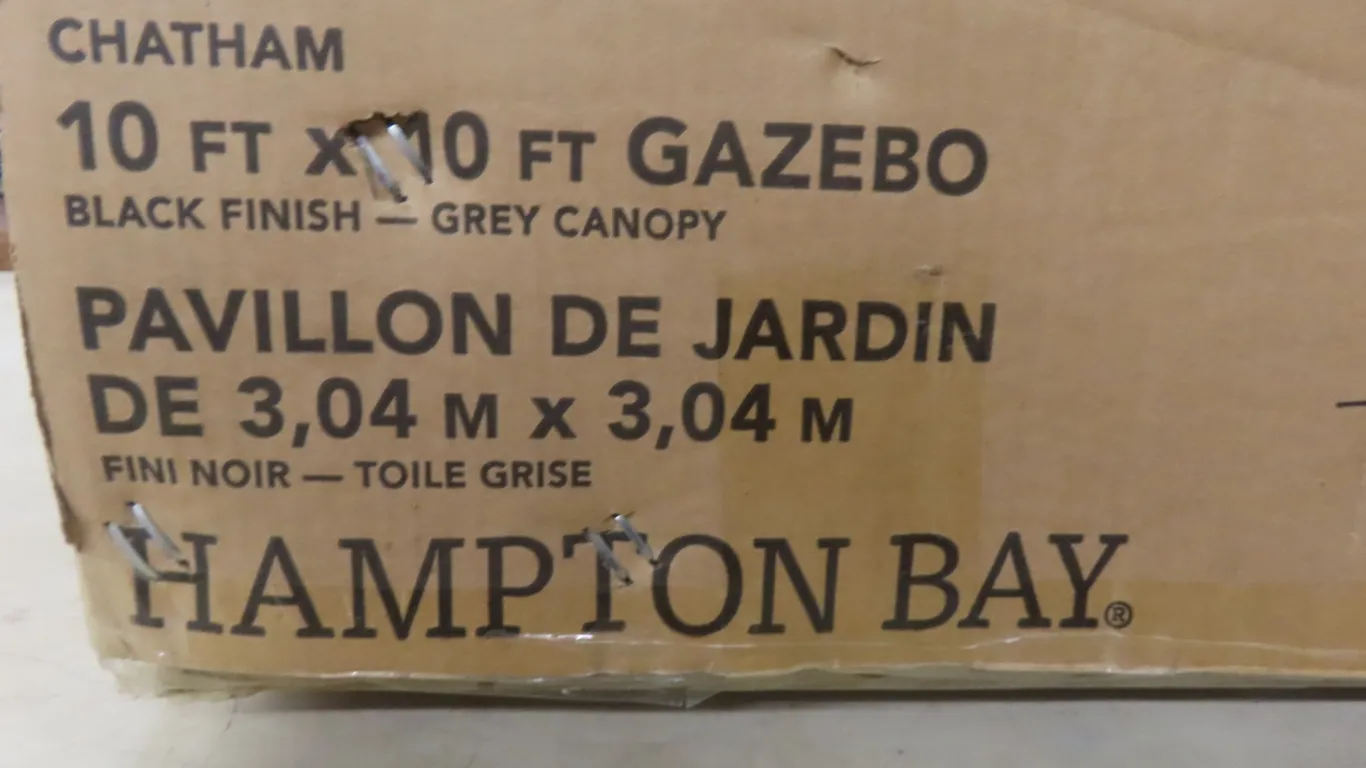 CHATHAM
10 FT x 10 FT GAZEBO
BLACK FINISH — GREY CANOPY
PAVILLON DE JARDIN
DE 3,04 M x 3,04 M
FINI NOIR — TOILE GRISE
HAMPTON BAY®